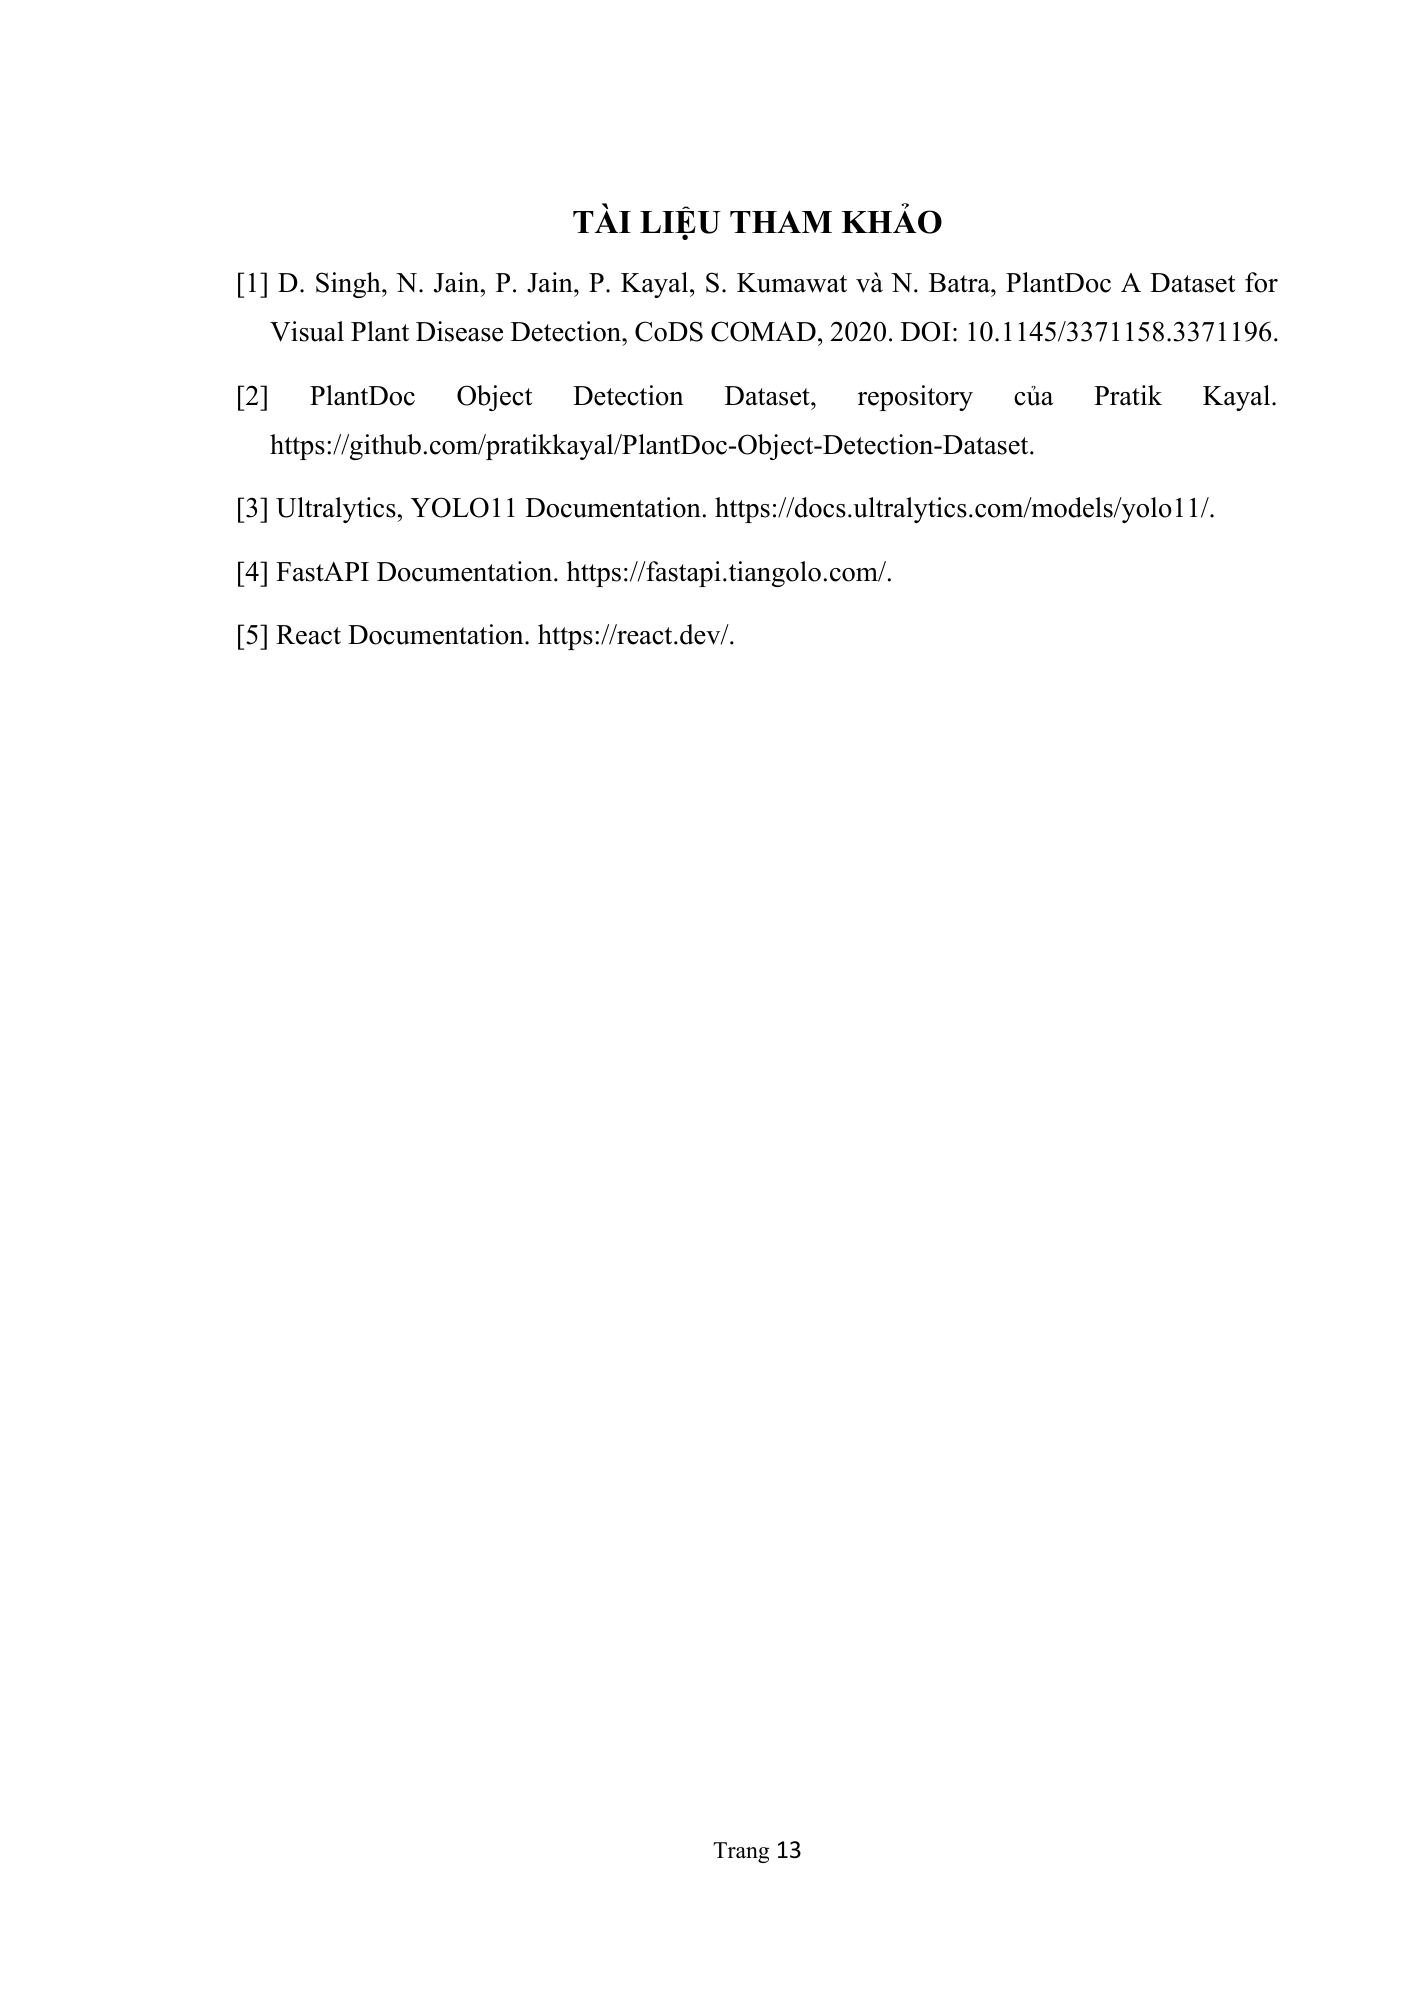 TÀI LIỆU THAM KHẢO
[1] D. Singh, N. Jain, P. Jain, P. Kayal, S. Kumawat và N. Batra, PlantDoc A Dataset for
Visual Plant Disease Detection, CoDS COMAD, 2020. DOI: 10.1145/3371158.3371196.
[2] PlantDoc Object Detection Dataset, repository của Pratik Kayal.
https://github.com/pratikkayal/PlantDoc-Object-Detection-Dataset.
[3] Ultralytics, YOLO11 Documentation. https://docs.ultralytics.com/models/yolo11/.
[4] FastAPI Documentation. https://fastapi.tiangolo.com/.
[5] React Documentation. https://react.dev/.
Trang 13